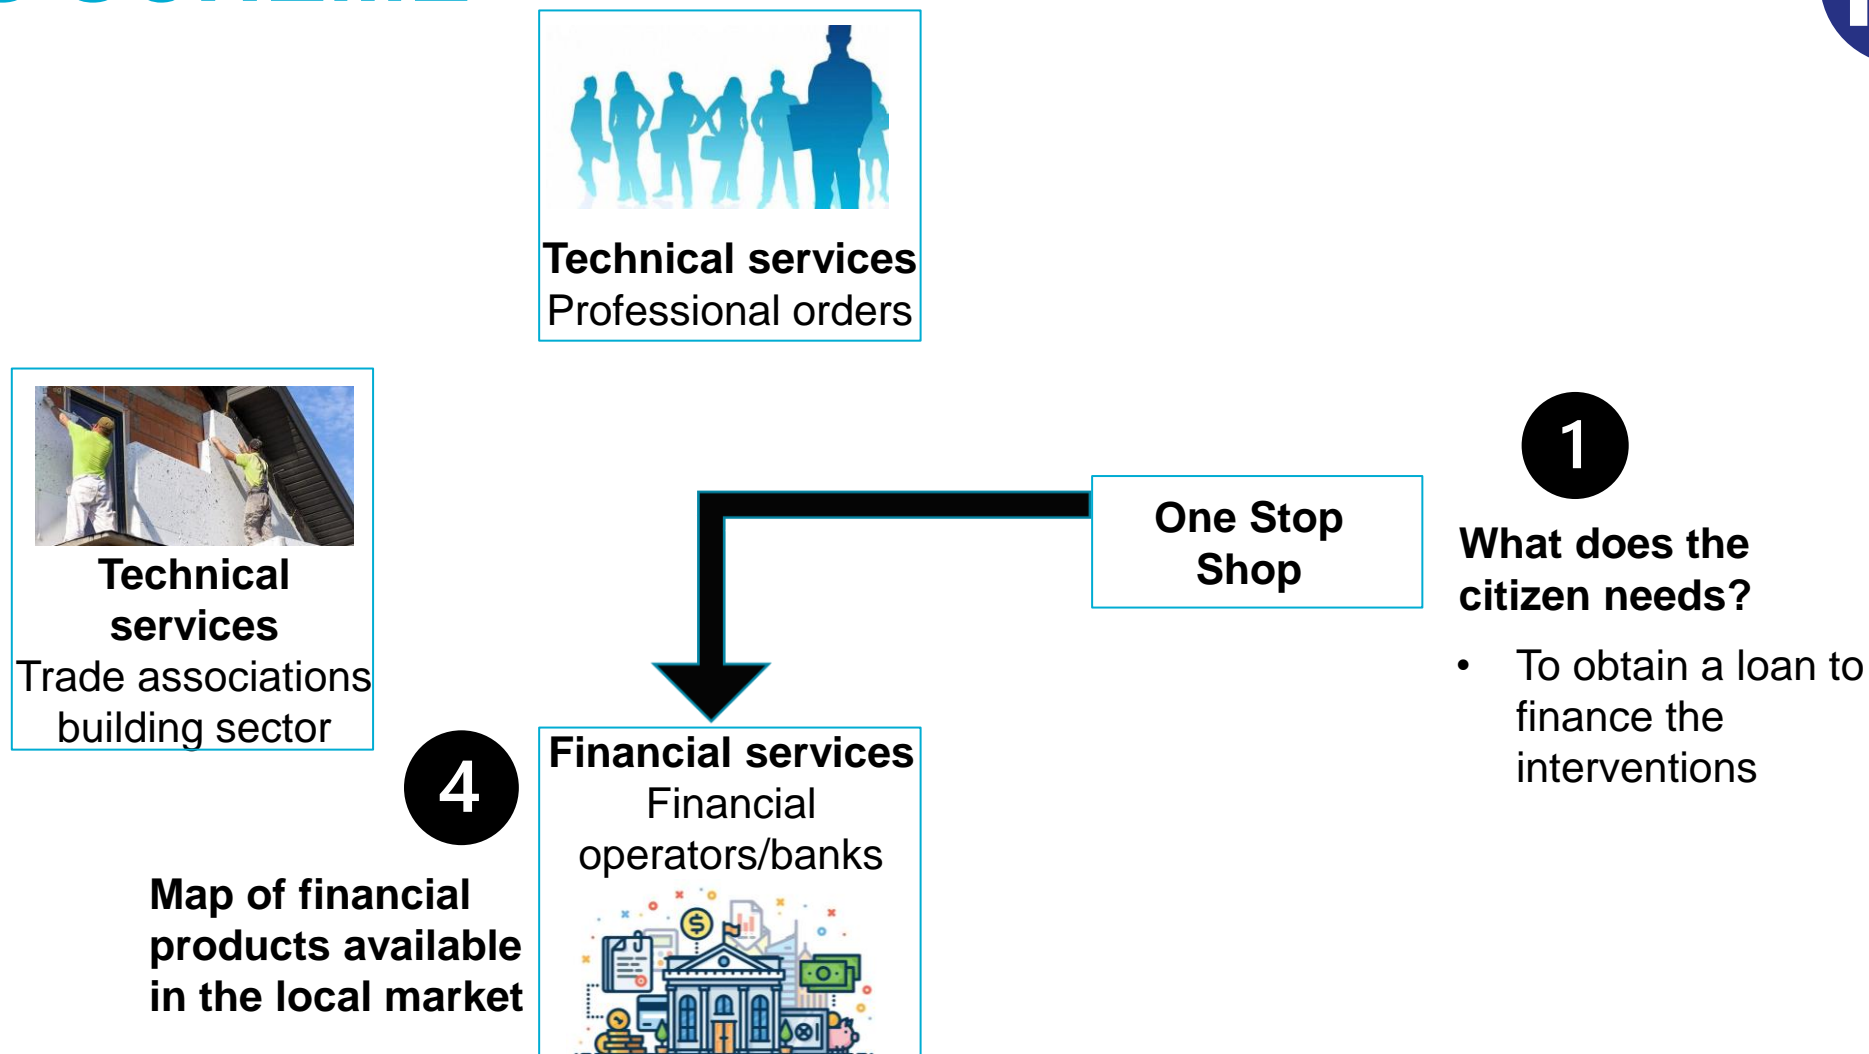 Technical services
Professional orders
Technical
services
Trade associations
building sector
One Stop
Shop
1
What does the
citizen needs?
• To obtain a loan to
finance the
interventions
4
Map of financial
products available
in the local market
Financial services
Financial
operators/banks